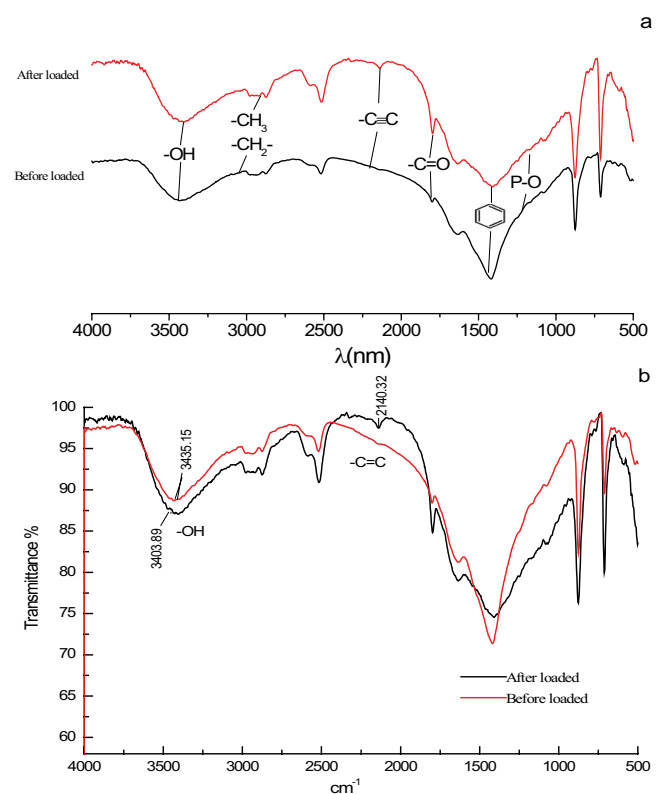 a
After loaded
-CH₃
-C≡C
-OH
-CH₂-
-C=O
P-O
Before loaded
4000 3500 3000 2500 2000 1500 1000 500
λ(nm)
b
100
95
90
85
80
75
70
65
60
Transmittance %
3435.15
3403.89
-OH
2140.32
-C=C
After loaded
Before loaded
4000 3500 3000 2500 2000 1500 1000 500
cm⁻¹